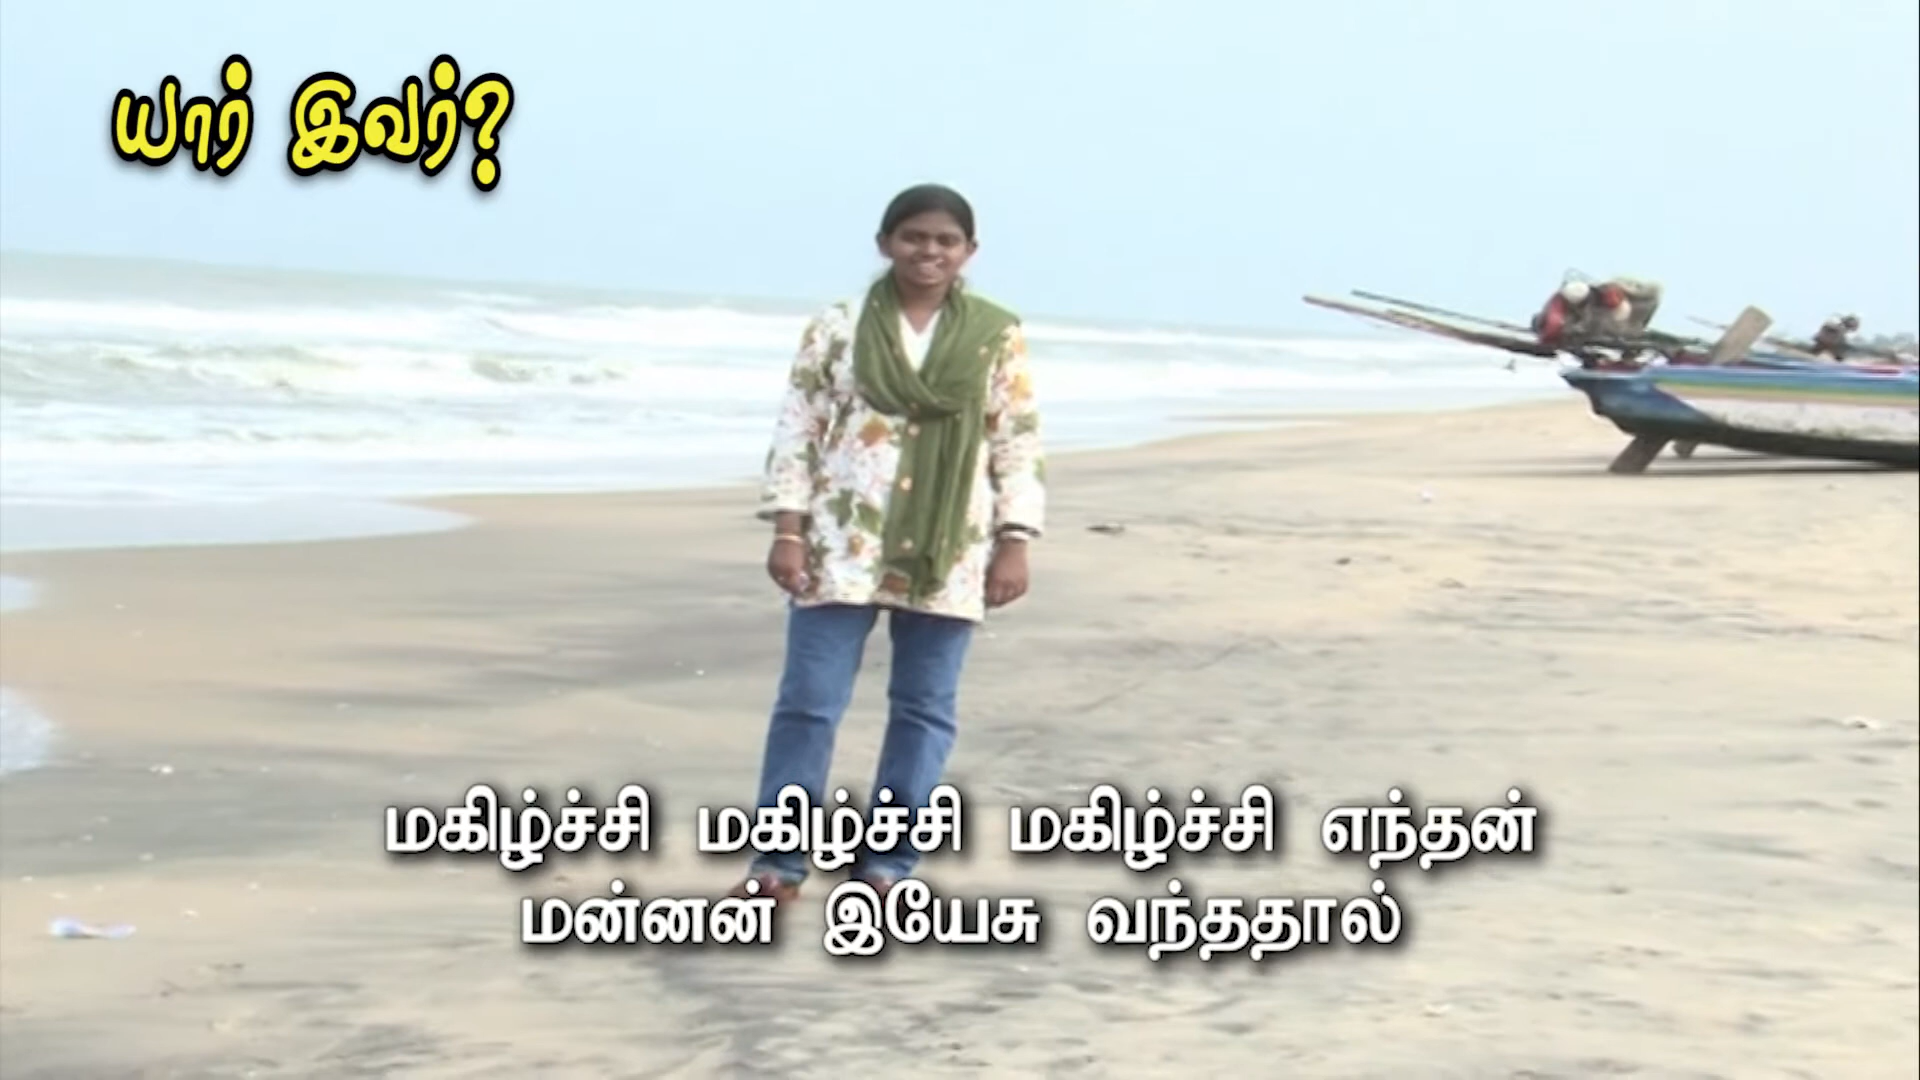 யார் இவர்?
மகிழ்ச்சி மகிழ்ச்சி மகிழ்ச்சி எந்தன்
மன்னன் இயேசு வந்ததால்